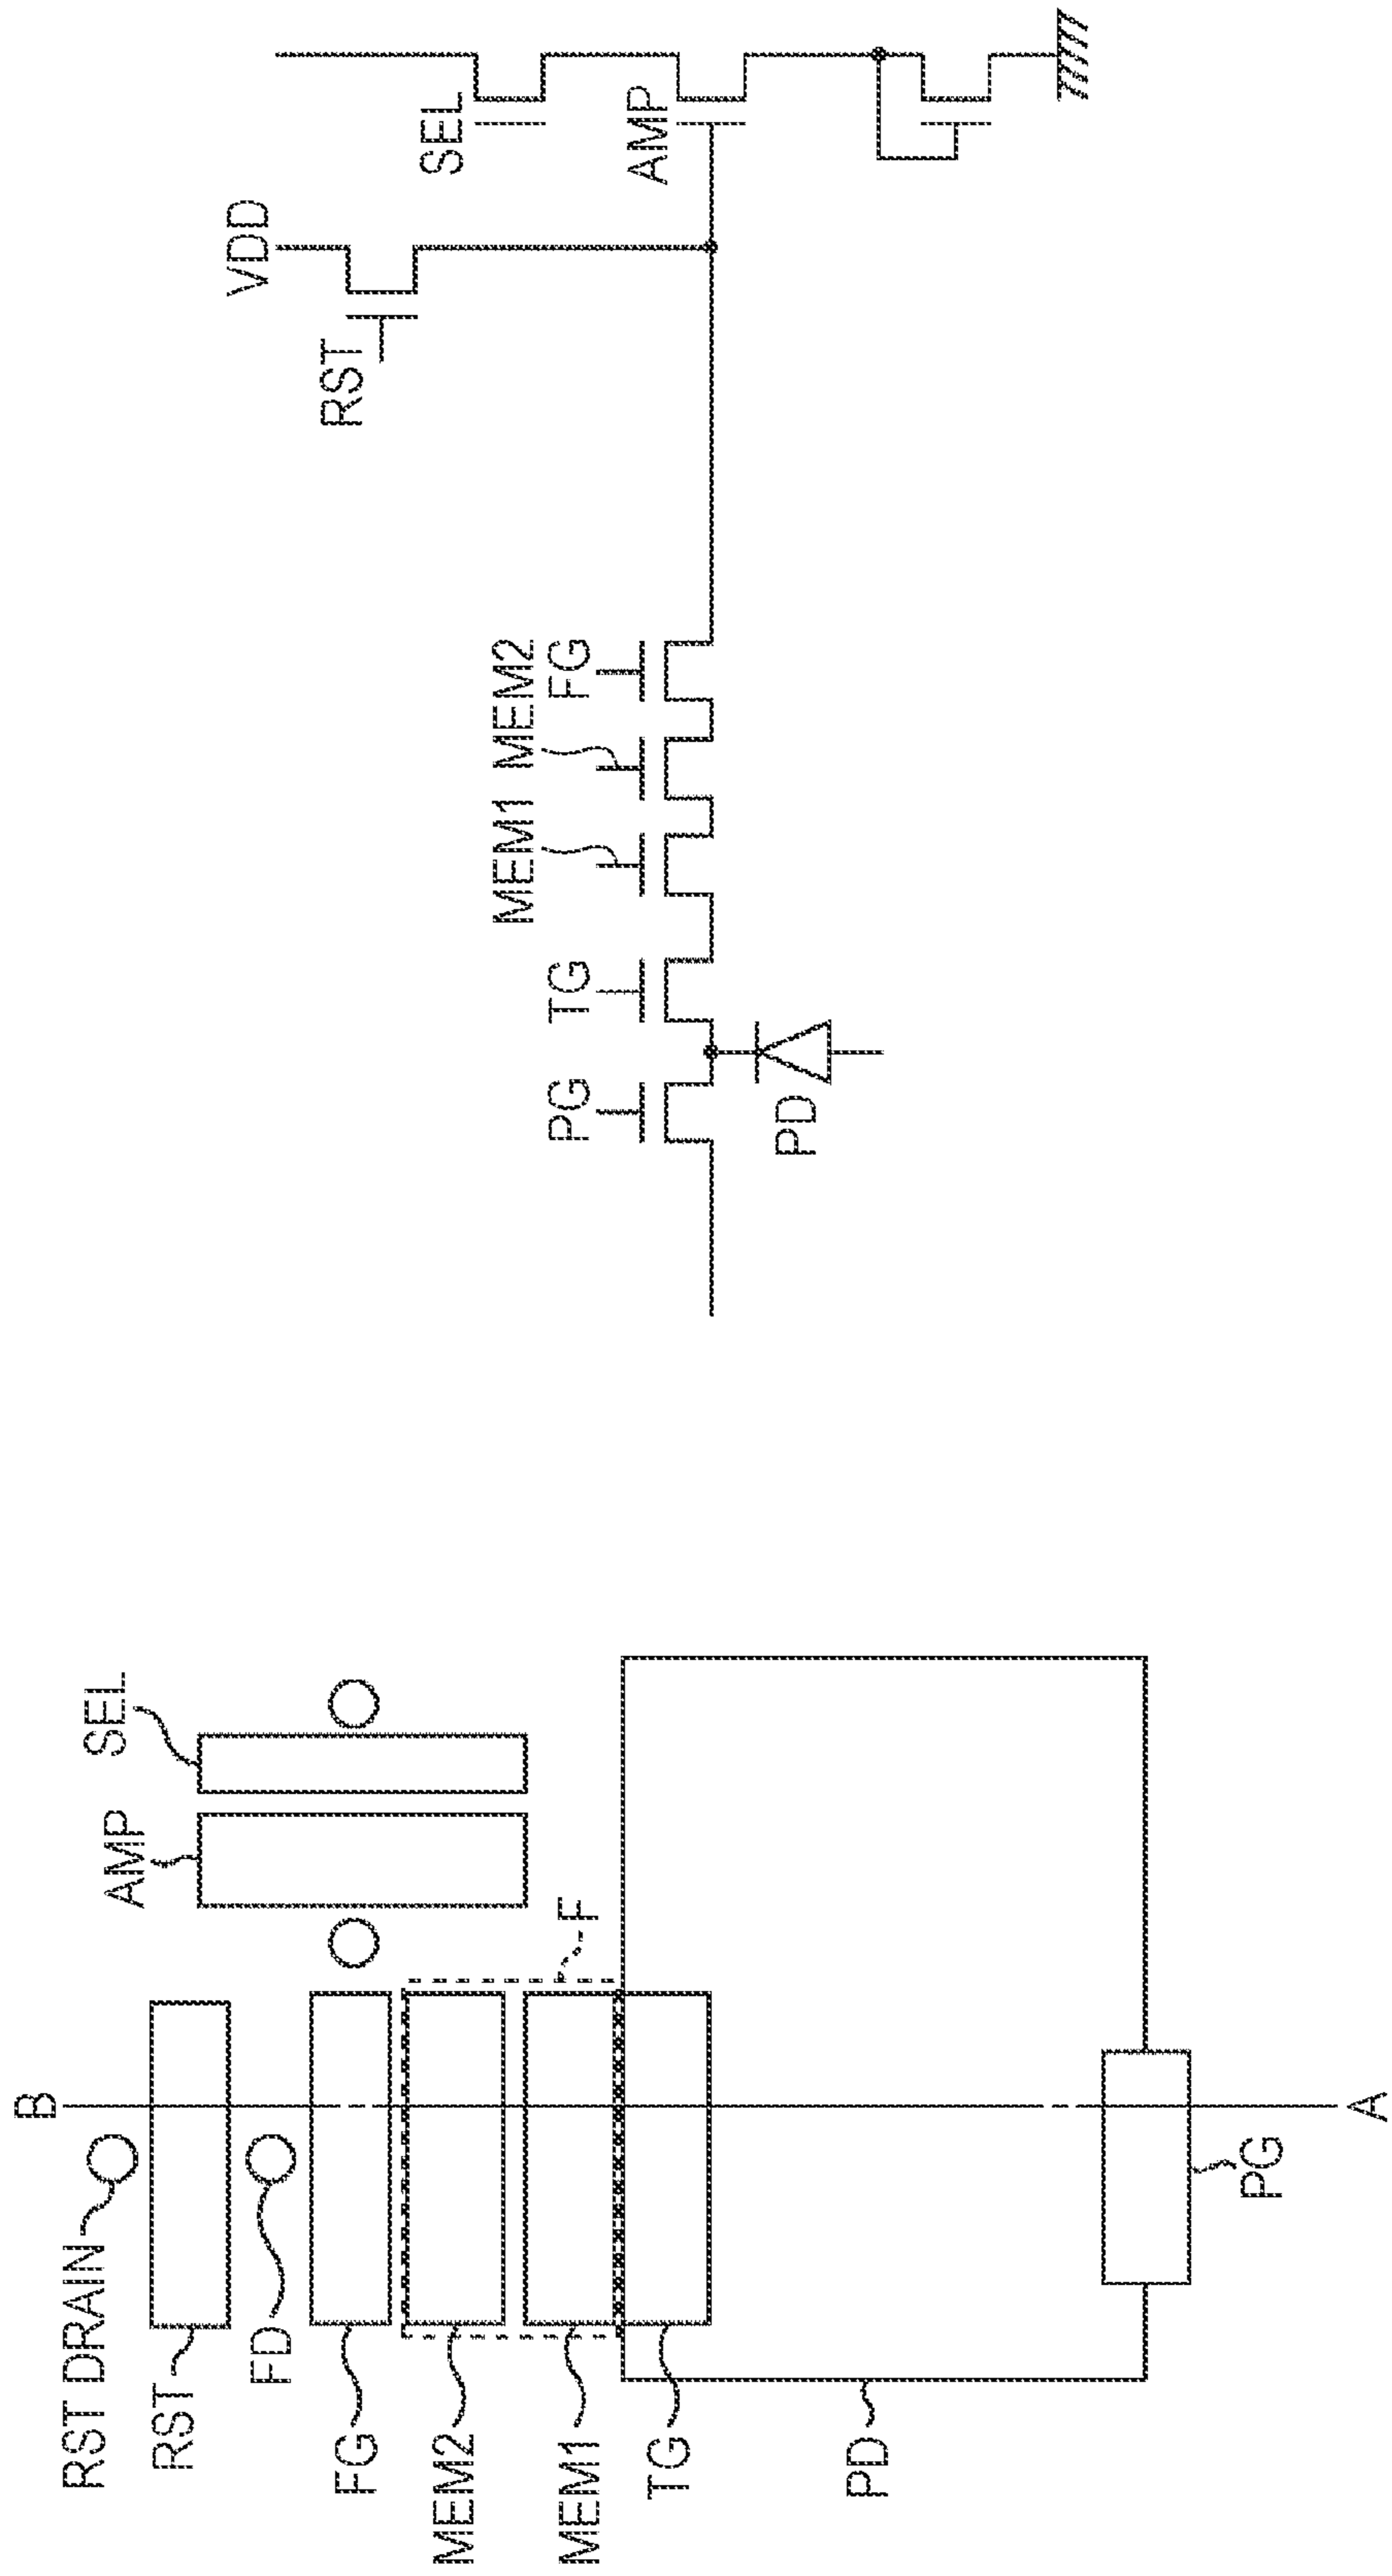 B
RST DRAIN
RST
FD
FG
MEM2
MEM1
TG
PD
AMP
SEL
F
PG
A
PG
TG
MEM1
MEM2
FG
PD
RST
VDD
SEL
AMP